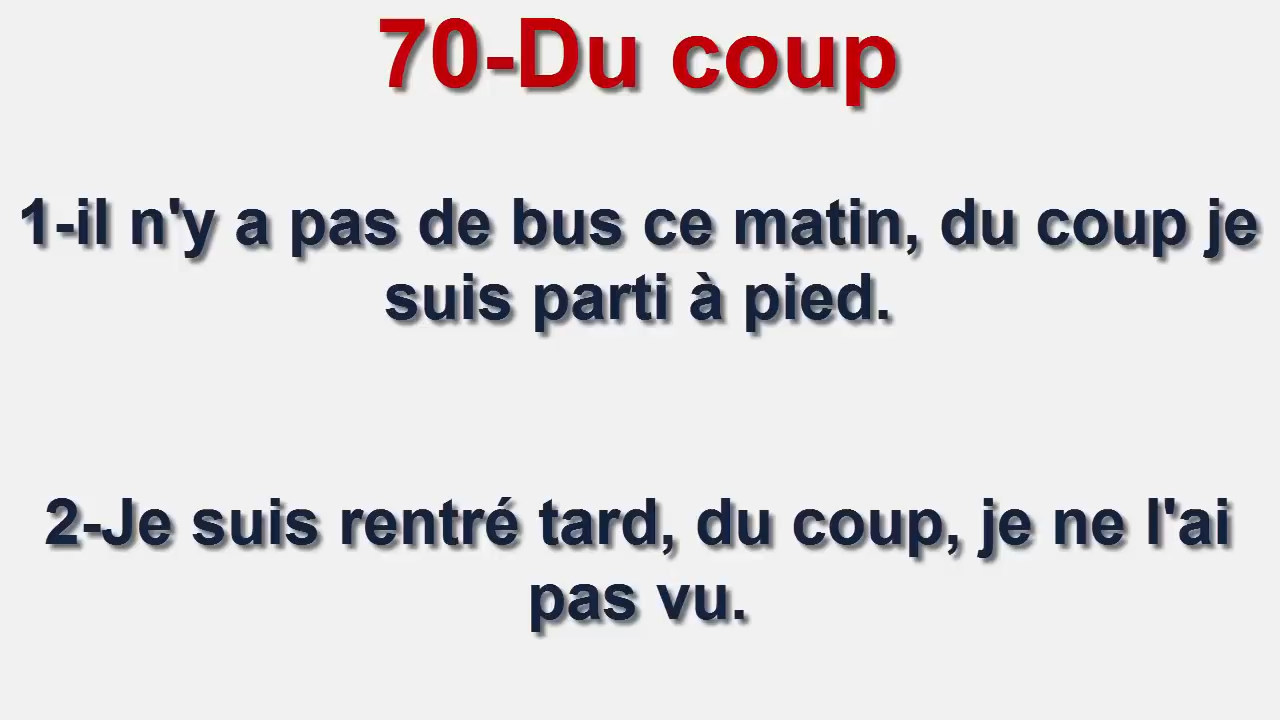 70-Du coup
1-il n'y a pas de bus ce matin, du coup je
suis parti à pied.
2-Je suis rentré tard, du coup, je ne l'ai
pas vu.